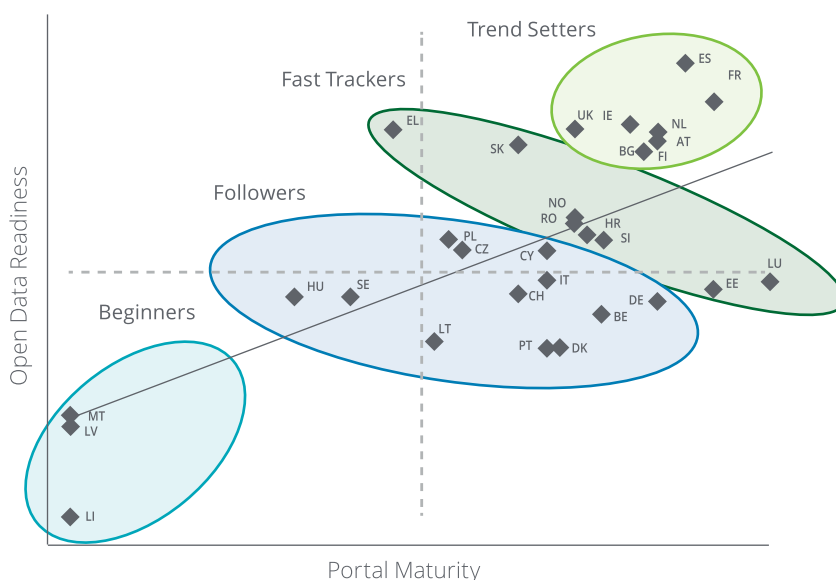 Trend Setters
ES
FR
Fast Trackers
EL
UK
IE
NL
AT
SK
BG
FI
Followers
NO
RO
HR
SI
PL
CZ
CY
LU
HU
SE
IT
CH
EE
DE
BE
Beginners
LT
PT
DK
MT
LV
LI
Open Data Readiness
Portal Maturity